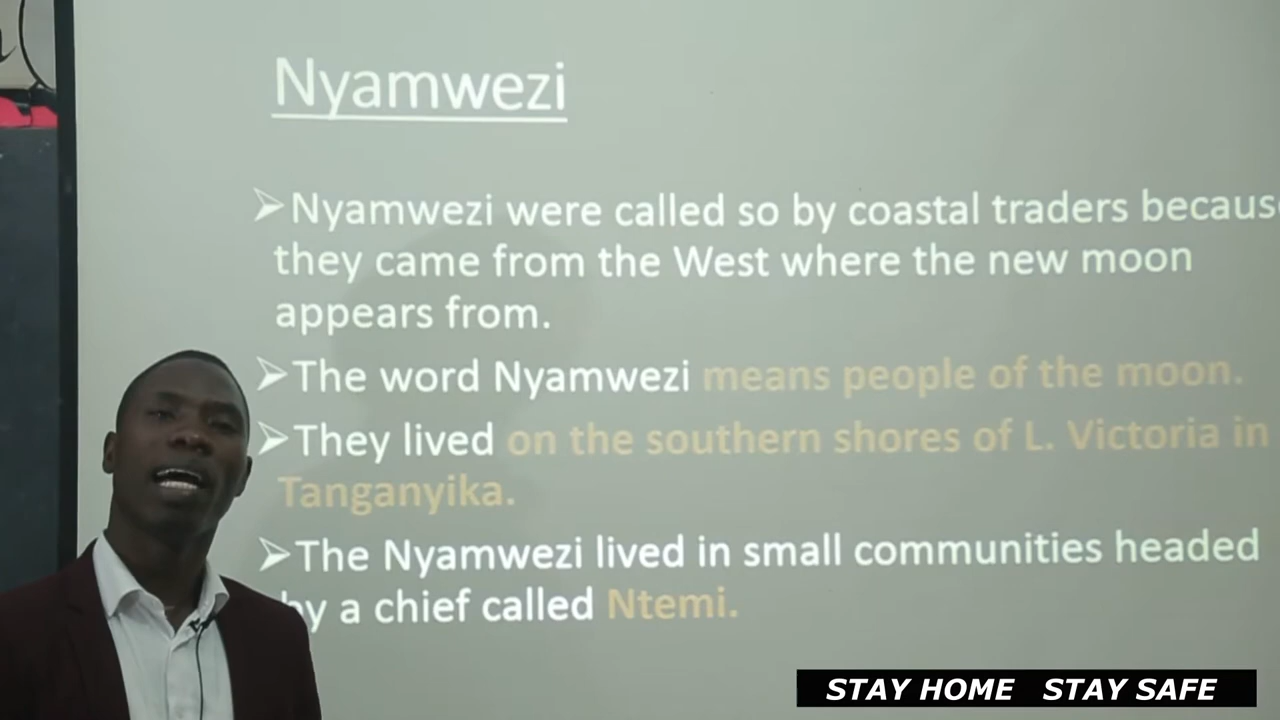 Nyamwezi
➢Nyamwezi were called so by coastal traders
they came from the West where the new moon
appears from.
➢The word Nyamwezi means people of the moon.
➢They lived on the southern shores of L. Victoria in
Tanganyika.
➢The Nyamwezi lived in small communities headed
by a chief called Ntemi.
STAY HOME STAY SAFE